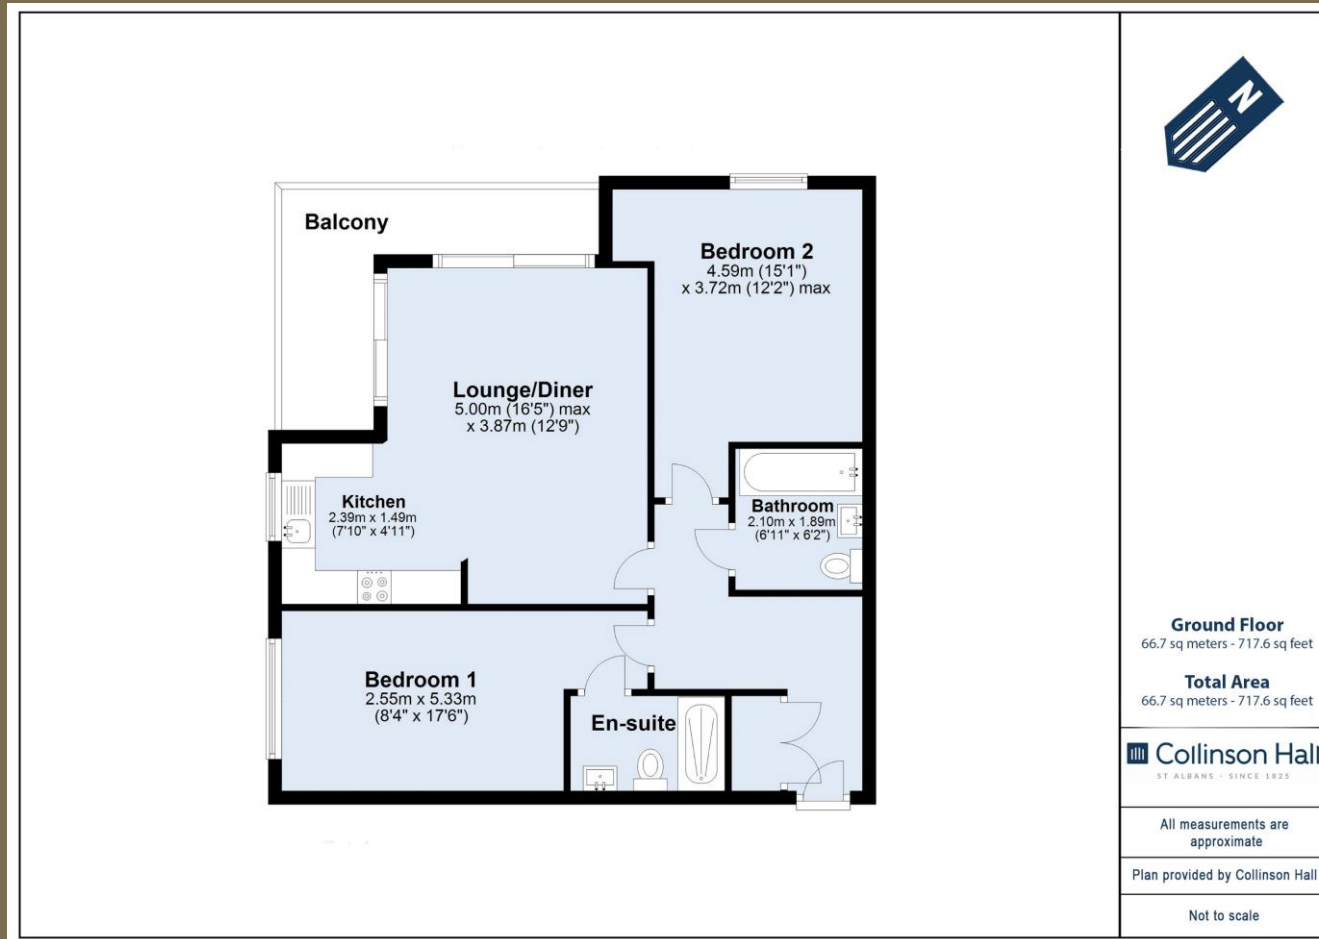 Balcony
Bedroom 2
4.59m (15'1")
x 3.72m (12'2") max
Lounge/Diner
5.00m (16'5") max
x 3.87m (12'9")
Kitchen
2.39m x 1.49m
(7'10" x 4'11")
Bathroom
2.10m x 1.89m
(6'11" x 6'2")
Bedroom 1
2.55m x 5.33m
(8'4" x 17'6")
En-suite
N
Ground Floor
66.7 sq meters - 717.6 sq feet
Total Area
66.7 sq meters - 717.6 sq feet
Collinson Hall
ST ALBANS - SINCE 1825
All measurements are
approximate
Plan provided by Collinson Hall
Not to scale